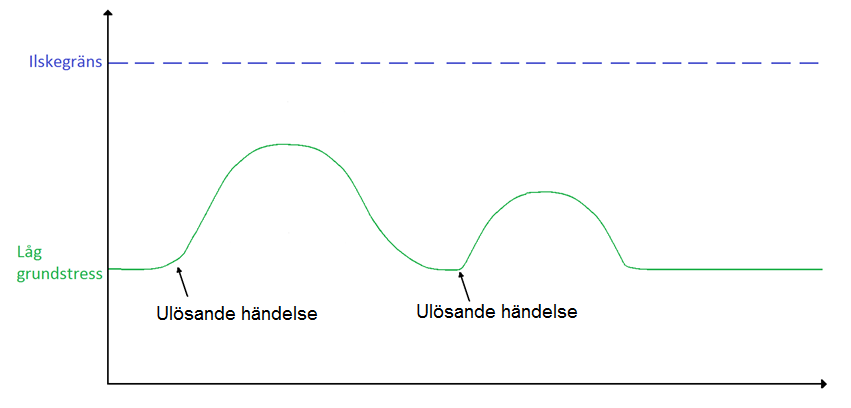 Ilskegräns
Låg
grundstress
Ulösande händelse
Ulösande händelse